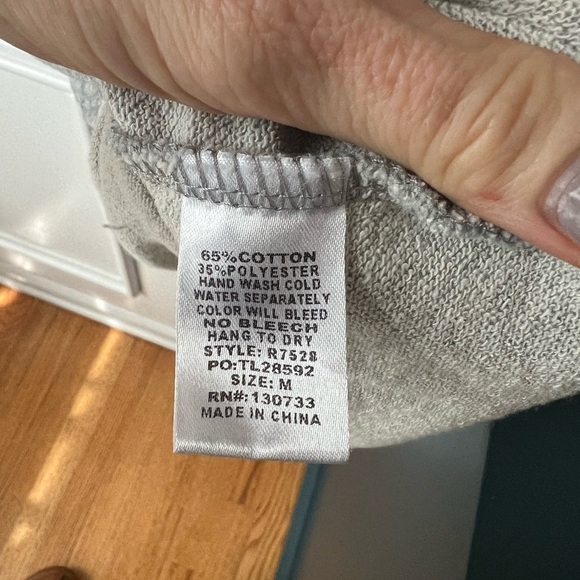 65%COTTON
35%POLYESTER
HAND WASH COLD
WATER SEPARATELY
COLOR WILL BLEED
NO BLEECH
HANG TO DRY
STYLE: R7528
PO:TL28592
SIZE: M
RN#: 130733
MADE IN CHINA